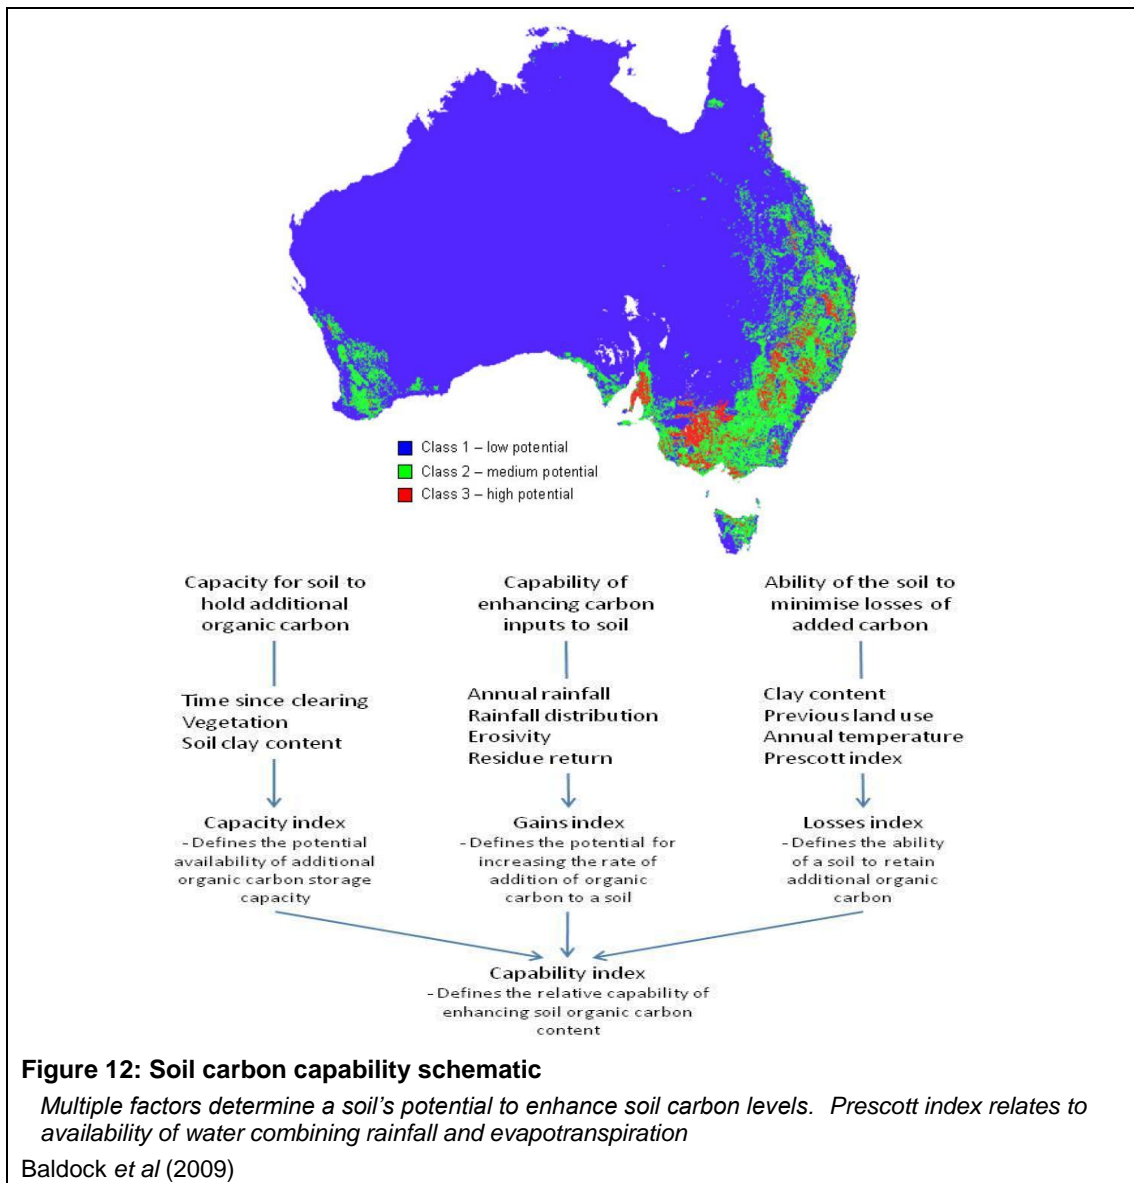 Class 1 – low potential
Class 2 – medium potential
Class 3 – high potential
Capacity for soil to
hold additional
organic carbon
Capability of
enhancing carbon
inputs to soil
Ability of the soil to
minimise losses of
added carbon
Time since clearing
Vegetation
Soil clay content
Annual rainfall
Rainfall distribution
Erosivity
Residue return
Clay content
Previous land use
Annual temperature
Prescott index
Capacity index
- Defines the potential
availability of additional
organic carbon storage
capacity
Gains index
- Defines the potential for
increasing the rate of
addition of organic
carbon to a soil
Losses index
- Defines the ability
of a soil to retain
additional organic
carbon
Capability index
- Defines the relative capability of
enhancing soil organic carbon
content
Figure 12: Soil carbon capability schematic
Multiple factors determine a soil's potential to enhance soil carbon levels.  Prescott index relates to
availability of water combining rainfall and evapotranspiration
Baldock et al (2009)